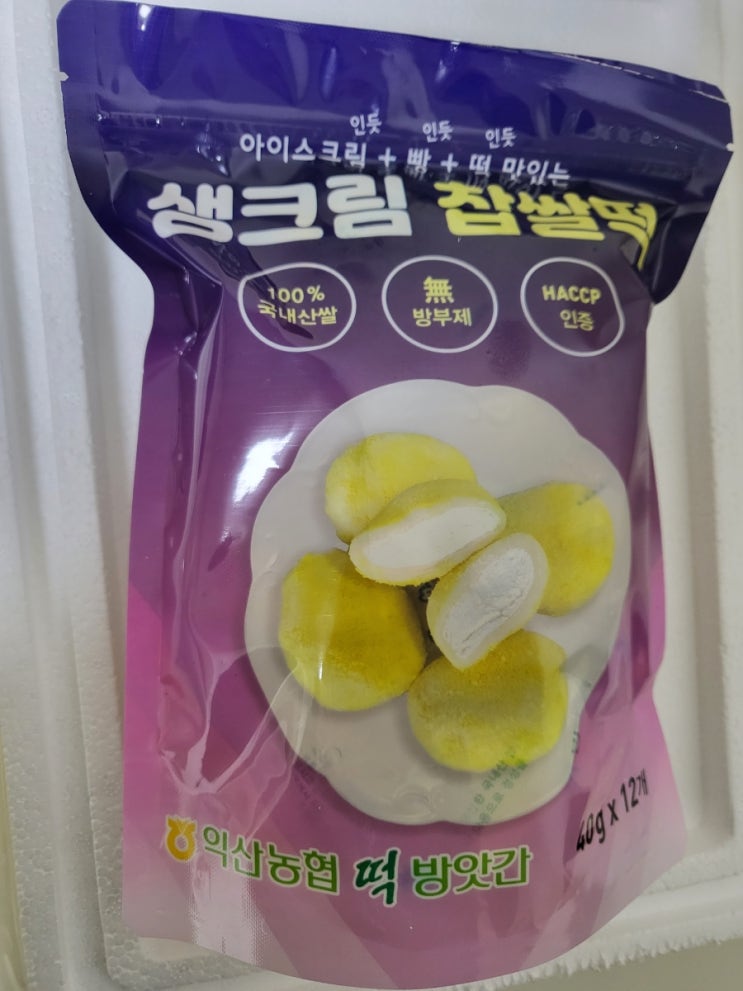 인듯 인듯 인듯
아이스크림 + 빵 + 떡 맛있는
생크림 찹쌀떡
100%
국내산쌀
無
방부제
HACCP
인증
40g x 12개
익산농협 떡 방앗간